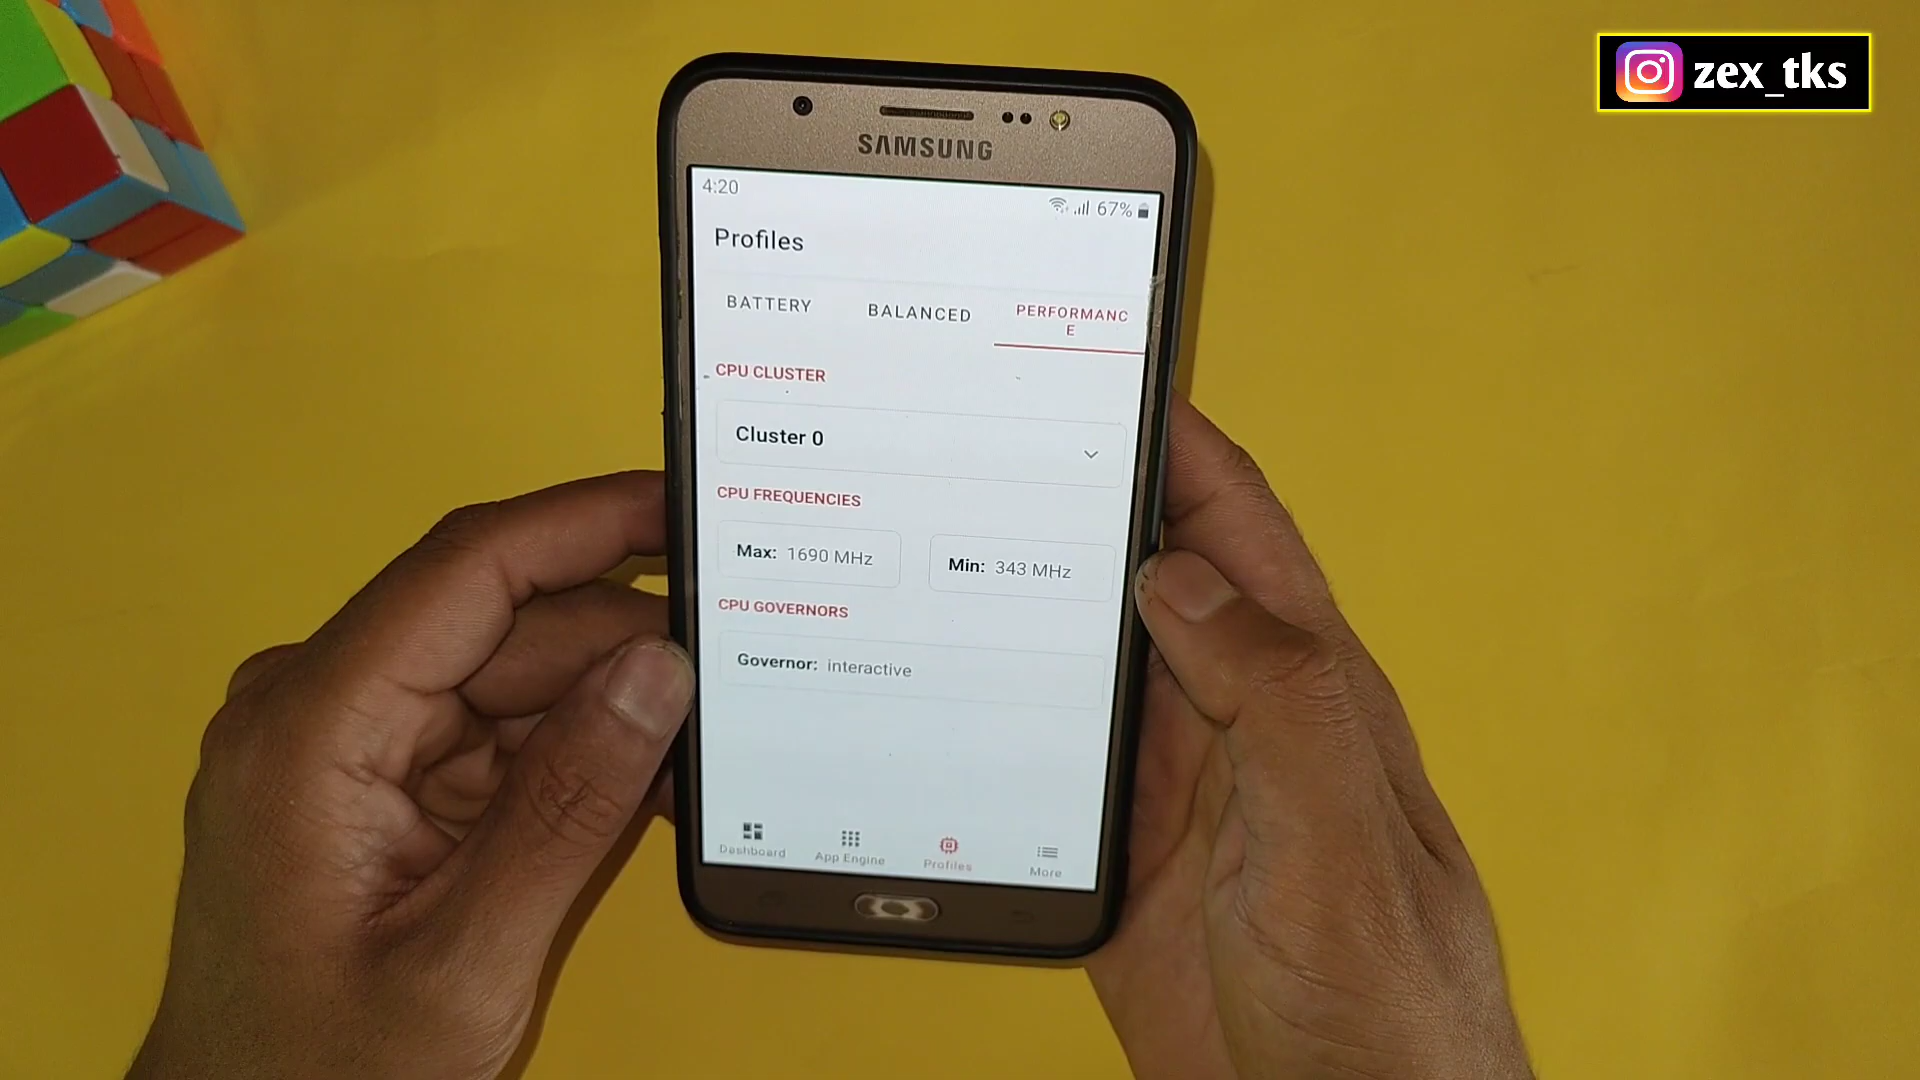 zex_tks
SAMSUNG
4:20
67%
Profiles
BATTERY
BALANCED
PERFORMANC
E
CPU CLUSTER
Cluster 0
CPU FREQUENCIES
Max: 1690 MHz
Min: 343 MHz
CPU GOVERNORS
Governor: interactive
Dashboard
App Engine
Profiles
More